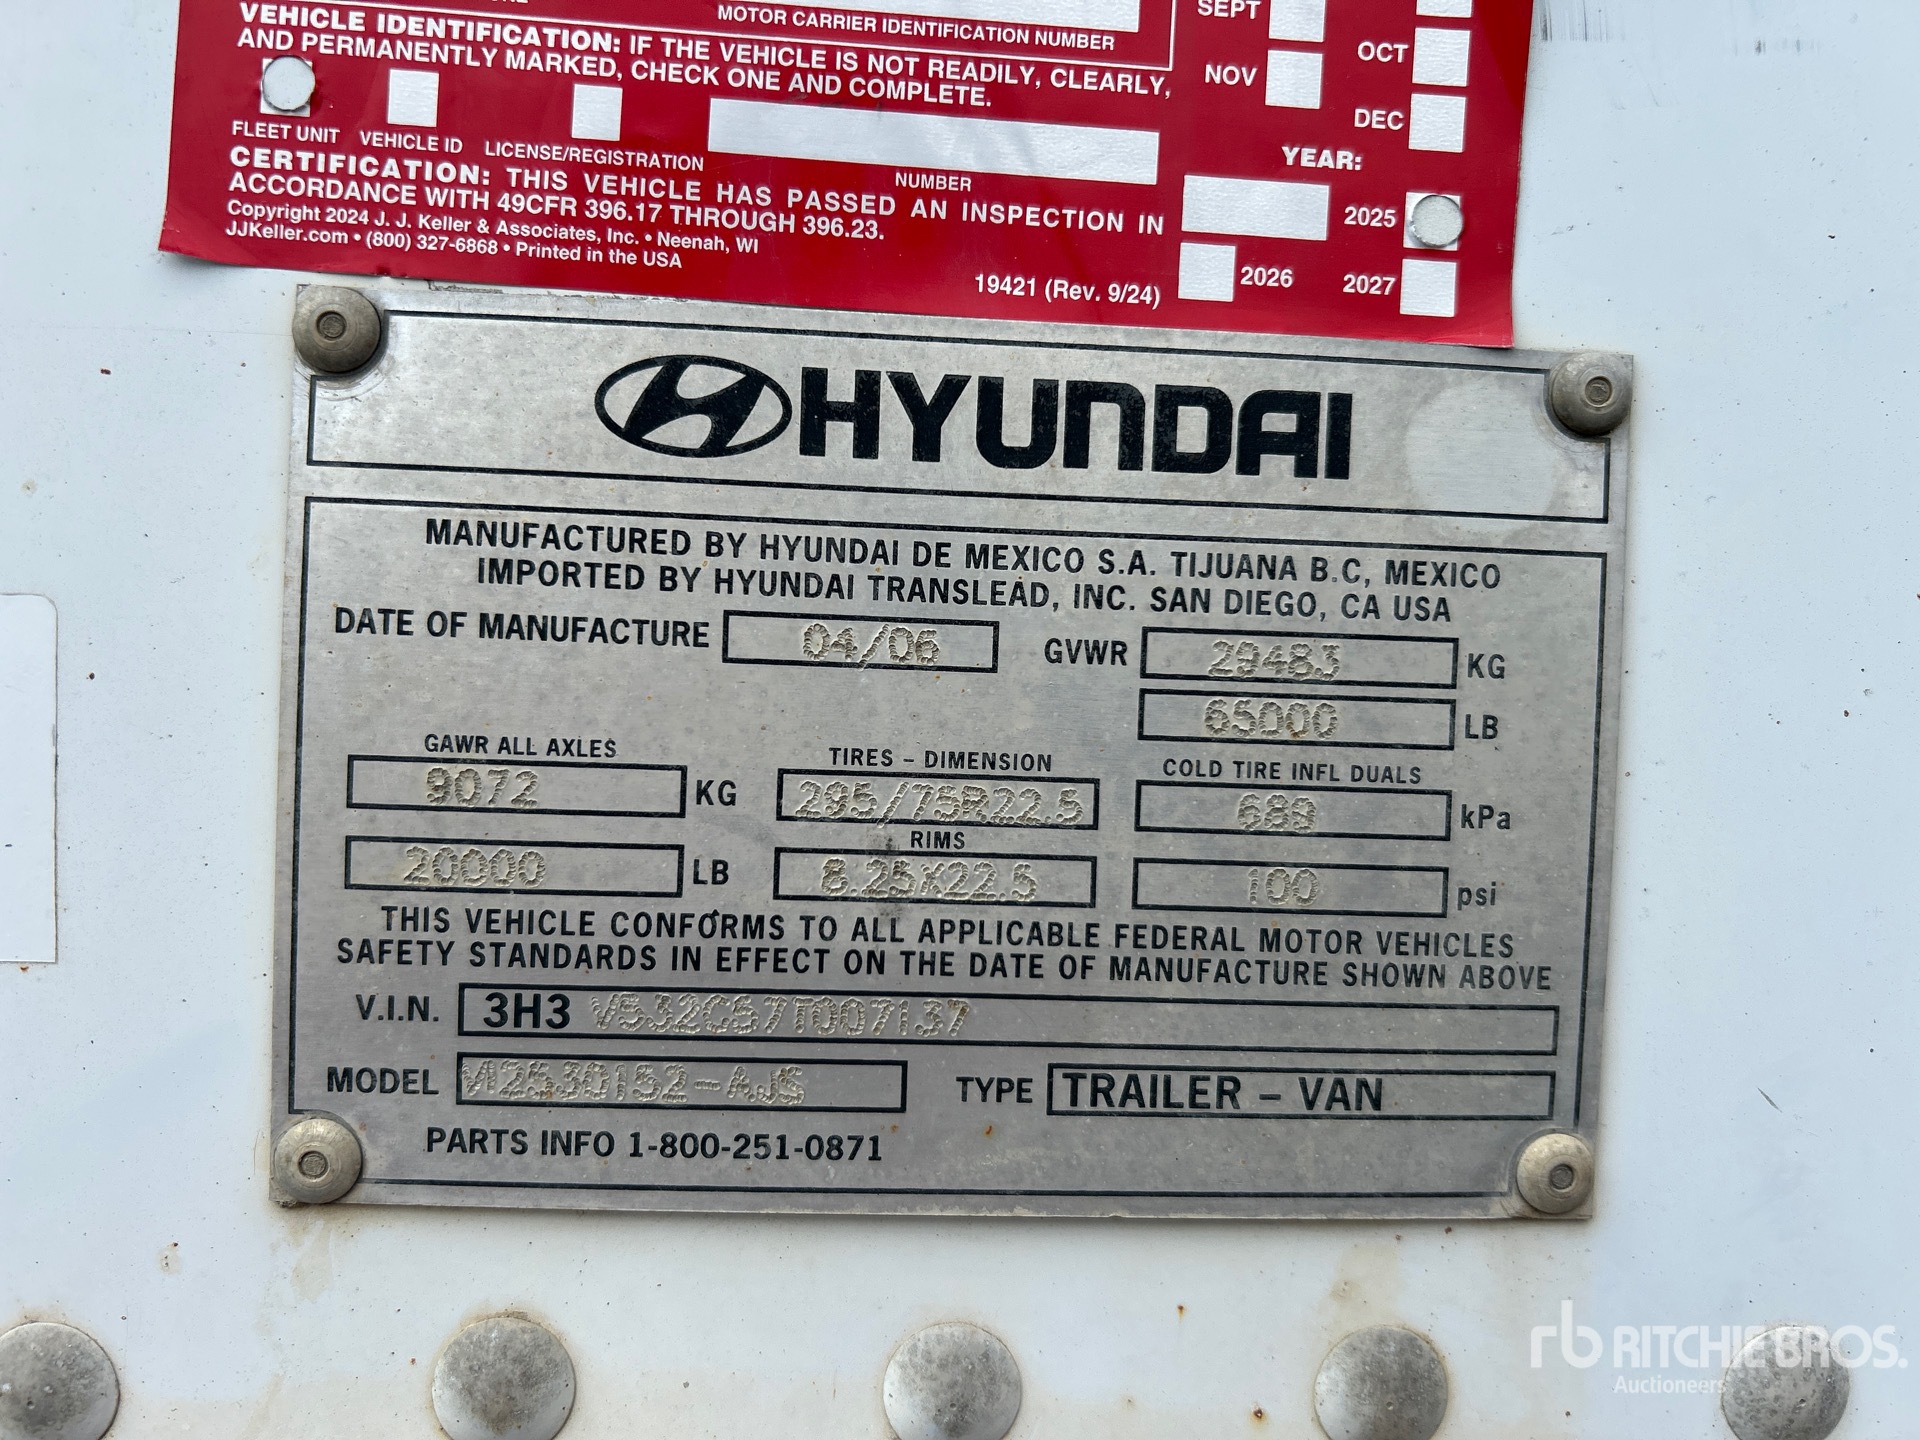 MOTOR CARRIER IDENTIFICATION NUMBER
VEHICLE IDENTIFICATION: IF THE VEHICLE IS NOT READILY, CLEARLY,
AND PERMANENTLY MARKED, CHECK ONE AND COMPLETE.
FLEET UNIT VEHICLE ID LICENSE/REGISTRATION
NUMBER
CERTIFICATION: THIS VEHICLE HAS PASSED AN INSPECTION IN
ACCORDANCE WITH 49CFR 396.17 THROUGH 396.23.
Copyright 2024 J. J. Keller & Associates, Inc. • Neenah, WI
JJKeller.com • (800) 327-6868 • Printed in the USA
19421 (Rev. 9/24)
SEPT
OCT
NOV
DEC
YEAR:
2025
2026
2027
HYUNDAI
MANUFACTURED BY HYUNDAI DE MEXICO S.A. TIJUANA B.C, MEXICO
IMPORTED BY HYUNDAI TRANSLEAD, INC. SAN DIEGO, CA USA
DATE OF MANUFACTURE 04/06 GVWR 29483 KG
65000 LB
GAWR ALL AXLES TIRES - DIMENSION COLD TIRE INFL DUALS
9072 KG 295/75R22.5 689 kPa
RIMS
20000 LB 8.25X22.5 100 psi
THIS VEHICLE CONFORMS TO ALL APPLICABLE FEDERAL MOTOR VEHICLES
SAFETY STANDARDS IN EFFECT ON THE DATE OF MANUFACTURE SHOWN ABOVE
V.I.N. 3H3 V532C57T007137
MODEL TYPE TRAILER - VAN
PARTS INFO 1-800-251-0871
rb RITCHIE BROS.
Auctioneers